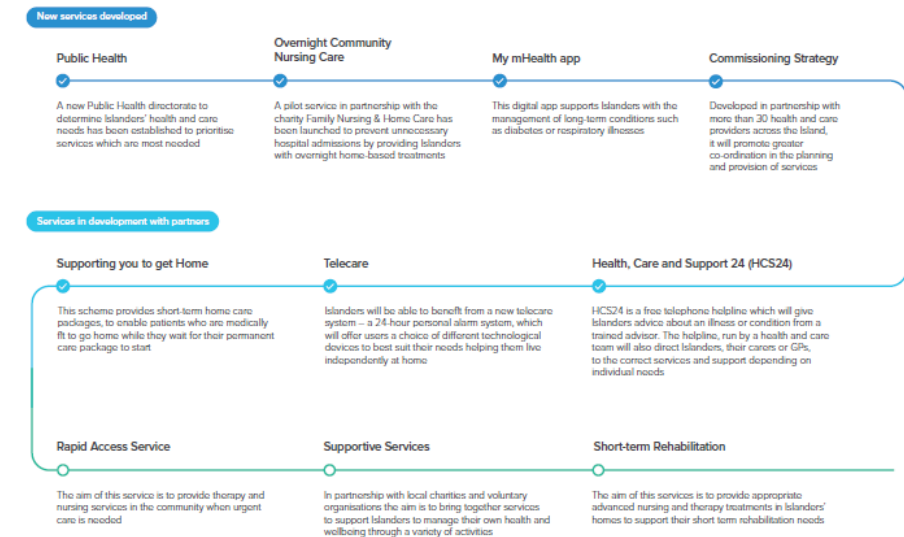 New services developed
Public Health
A new Public Health directorate to
determine Islanders' health and care
needs has been established to prioritise
services which are most needed
Overnight Community
Nursing Care
A pilot service in partnership with the
charity Family Nursing & Home Care has
been launched to prevent unnecessary
hospital admissions by providing Islanders
with overnight home-based treatments
My mHealth app
This digital app supports Islanders with the
management of long-term conditions such
as diabetes or respiratory illnesses
Commissioning Strategy
Developed in partnership with
more than 30 health and care
providers across the Island,
it will promote greater
co-ordination in the planning
and provision of services
Services in development with partners
Supporting you to get Home
This scheme provides short-term home care
packages, to enable patients who are medically
fit to go home while they wait for their permanent
care package to start
Telecare
Islanders will be able to benefit from a new telecare
system – a 24-hour personal alarm system, which
will offer users a choice of different technological
devices to best suit their needs helping them live
independently at home
Health, Care and Support 24 (HCS24)
HCS24 is a free telephone helpline which will give
Islanders advice about an illness or condition from a
trained advisor. The helpline, run by a health and care
team will also direct Islanders, their carers or GPs,
to the correct services and support depending on
individual needs
Rapid Access Service
The aim of this service is to provide therapy and
nursing services in the community when urgent
care is needed
Supportive Services
In partnership with local charities and voluntary
organisations the aim is to bring together services
to support Islanders to manage their own health and
wellbeing through a variety of activities
Short-term Rehabilitation
The aim of this services is to provide appropriate
advanced nursing and therapy treatments in Islanders'
homes to support their short term rehabilitation needs